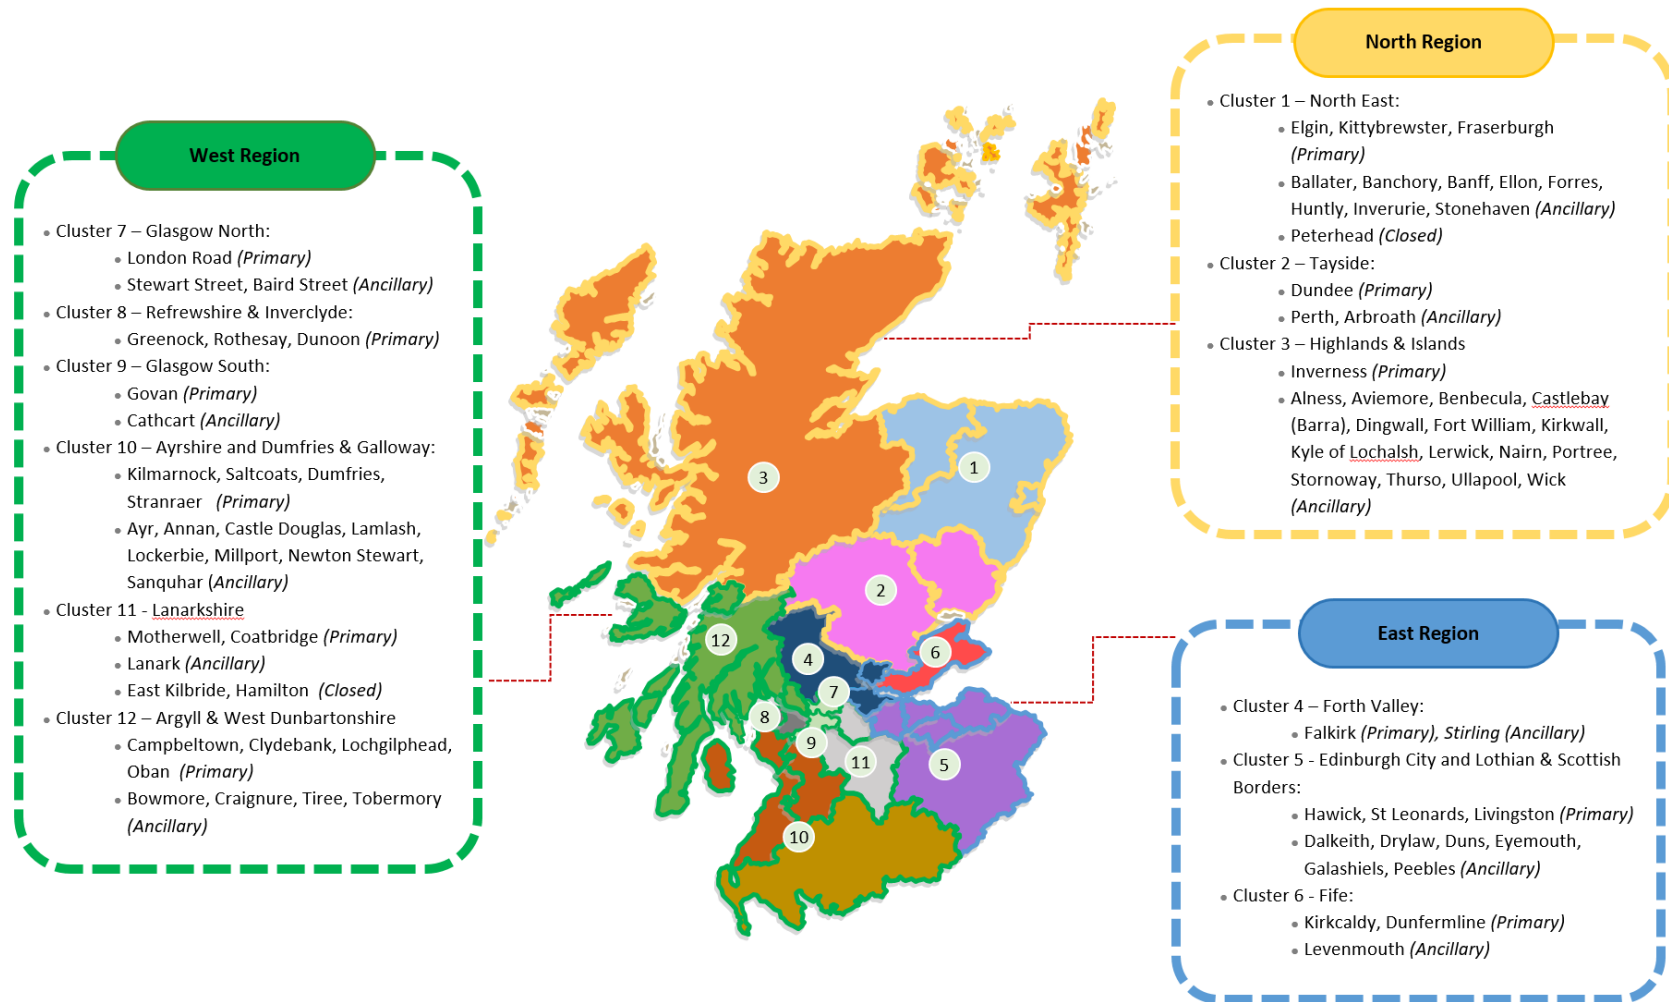 West Region
Cluster 7 – Glasgow North:
London Road (Primary)
Stewart Street, Baird Street (Ancillary)
Cluster 8 – Refrewshire & Inverclyde:
Greenock, Rothesay, Dunoon (Primary)
Cluster 9 – Glasgow South:
Govan (Primary)
Cathcart (Ancillary)
Cluster 10 – Ayrshire and Dumfries & Galloway:
Kilmarnock, Saltcoats, Dumfries,
Stranraer (Primary)
Ayr, Annan, Castle Douglas, Lamlash,
Lockerbie, Millport, Newton Stewart,
Sanquhar (Ancillary)
Cluster 11 - Lanarkshire
Motherwell, Coatbridge (Primary)
Lanark (Ancillary)
East Kilbride, Hamilton (Closed)
Cluster 12 – Argyll & West Dunbartonshire
Campbeltown, Clydebank, Lochgilphead,
Oban (Primary)
Bowmore, Craignure, Tiree, Tobermory
(Ancillary)
3
1
2
12
4
6
7
8
9
11
5
10
North Region
Cluster 1 – North East:
Elgin, Kittybrewster, Fraserburgh
(Primary)
Ballater, Banchory, Banff, Ellon, Forres,
Huntly, Inverurie, Stonehaven (Ancillary)
Peterhead (Closed)
Cluster 2 – Tayside:
Dundee (Primary)
Perth, Arbroath (Ancillary)
Cluster 3 – Highlands & Islands
Inverness (Primary)
Alness, Aviemore, Benbecula, Castlebay
(Barra), Dingwall, Fort William, Kirkwall,
Kyle of Lochalsh, Lerwick, Nairn, Portree,
Stornoway, Thurso, Ullapool, Wick
(Ancillary)
East Region
Cluster 4 – Forth Valley:
Falkirk (Primary), Stirling (Ancillary)
Cluster 5 - Edinburgh City and Lothian & Scottish
Borders:
Hawick, St Leonards, Livingston (Primary)
Dalkeith, Drylaw, Duns, Eyemouth,
Galashiels, Peebles (Ancillary)
Cluster 6 - Fife:
Kirkcaldy, Dunfermline (Primary)
Levenmouth (Ancillary)